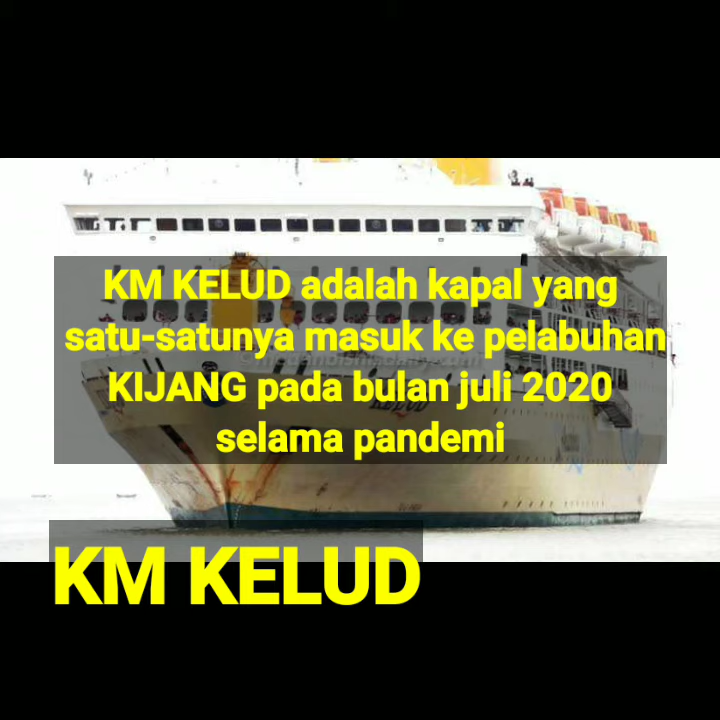 KM KELUD adalah kapal yang
satu-satunya masuk ke pelabuhan
KIJANG pada bulan juli 2020
selama pandemi
KELUD
KM KELUD